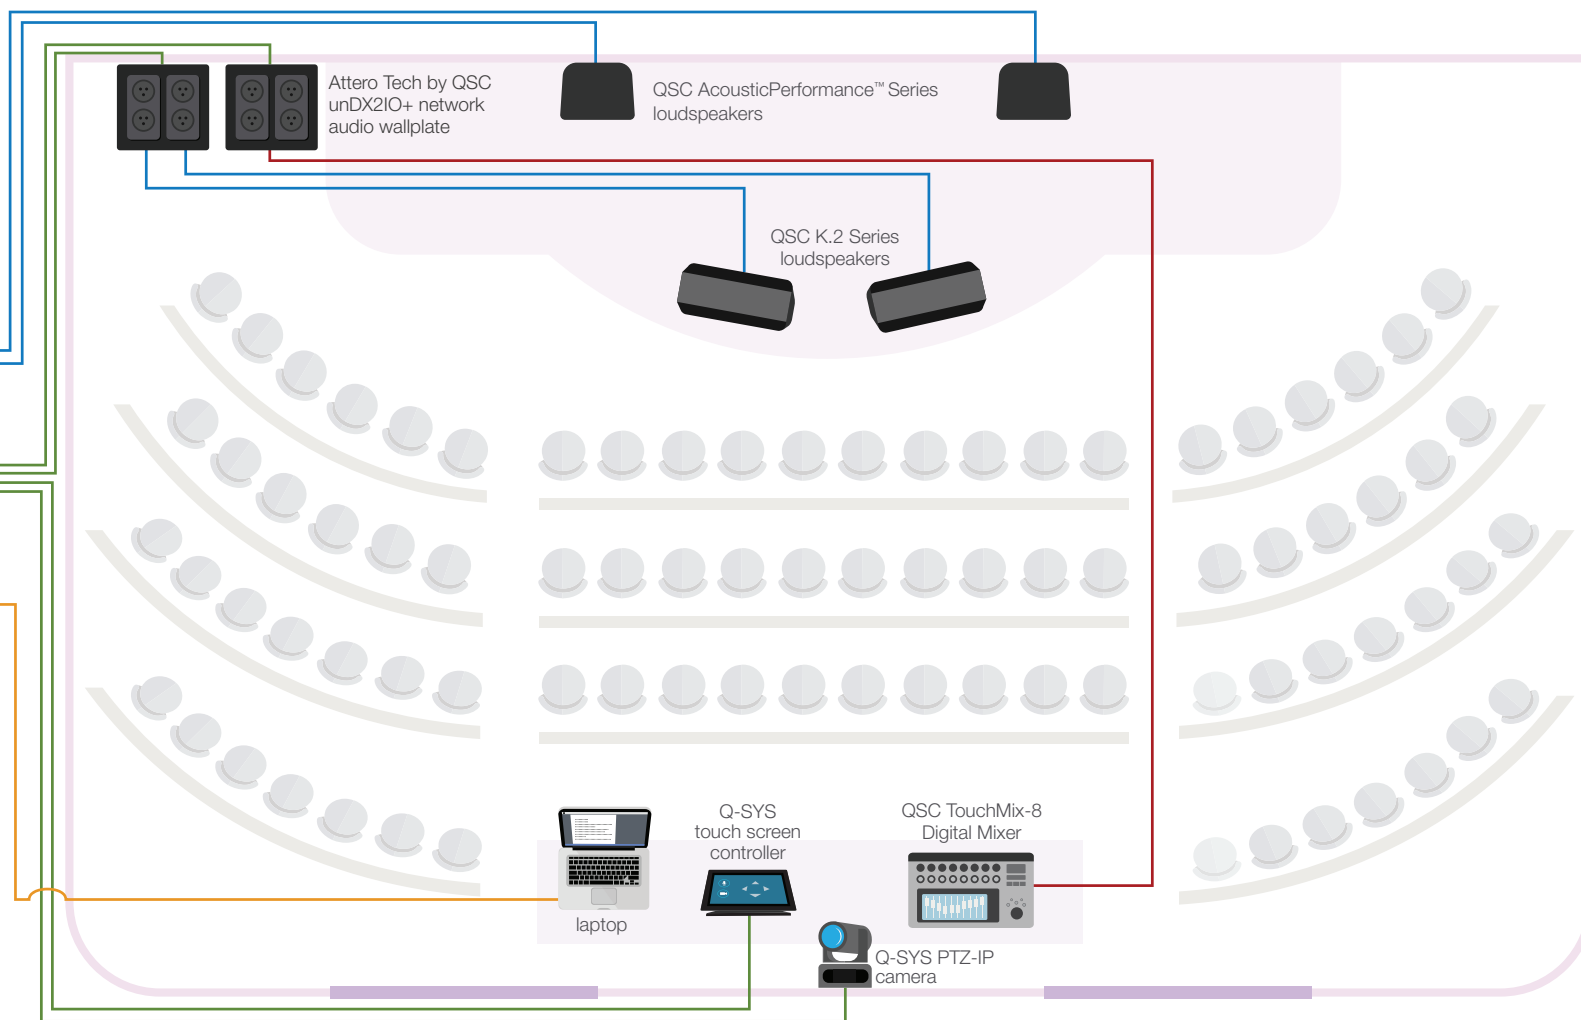 Attero Tech by QSC
unDX2IO+ network
audio wallplate
QSC AcousticPerformance™ Series
loudspeakers
QSC K.2 Series
loudspeakers
Q-SYS
touch screen
controller
QSC TouchMix-8
Digital Mixer
laptop
Q-SYS PTZ-IP
camera